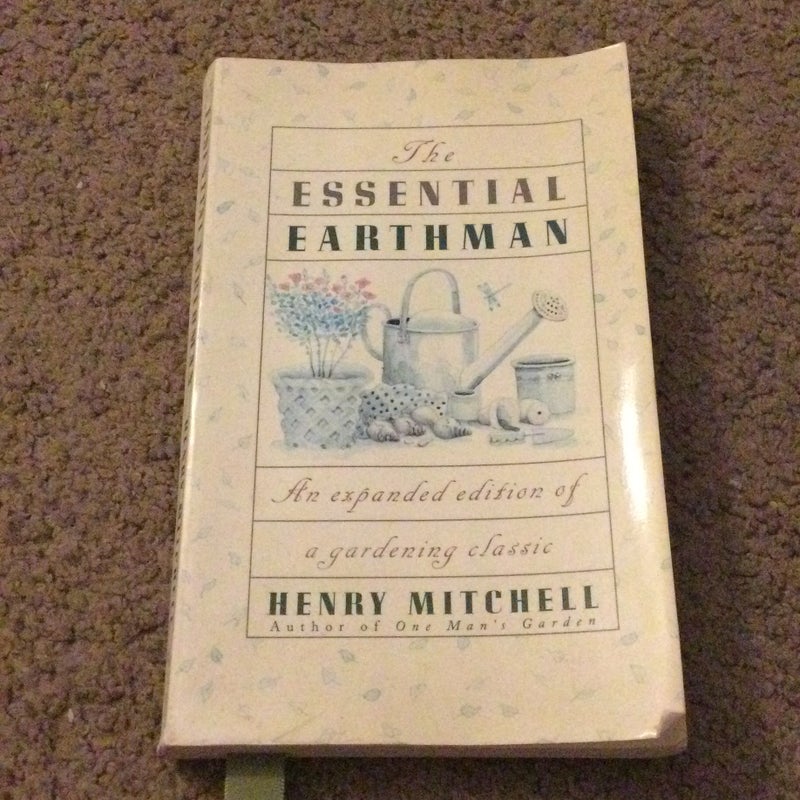 The
ESSENTIAL
EARTHMAN
An expanded edition of
a gardening classic
HENRY MITCHELL
Author of One Man's Garden